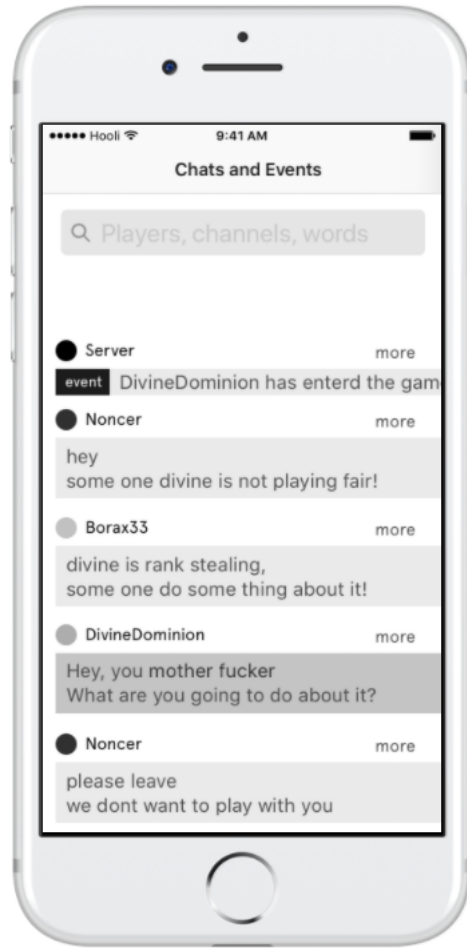 Hooli 9:41 AM
Chats and Events
Players, channels, words
Server more
event DivineDominion has enterd the gam
Noncer more
hey
some one divine is not playing fair!
Borax33 more
divine is rank stealing,
some one do some thing about it!
DivineDominion more
Hey, you mother fucker
What are you going to do about it?
Noncer more
please leave
we dont want to play with you